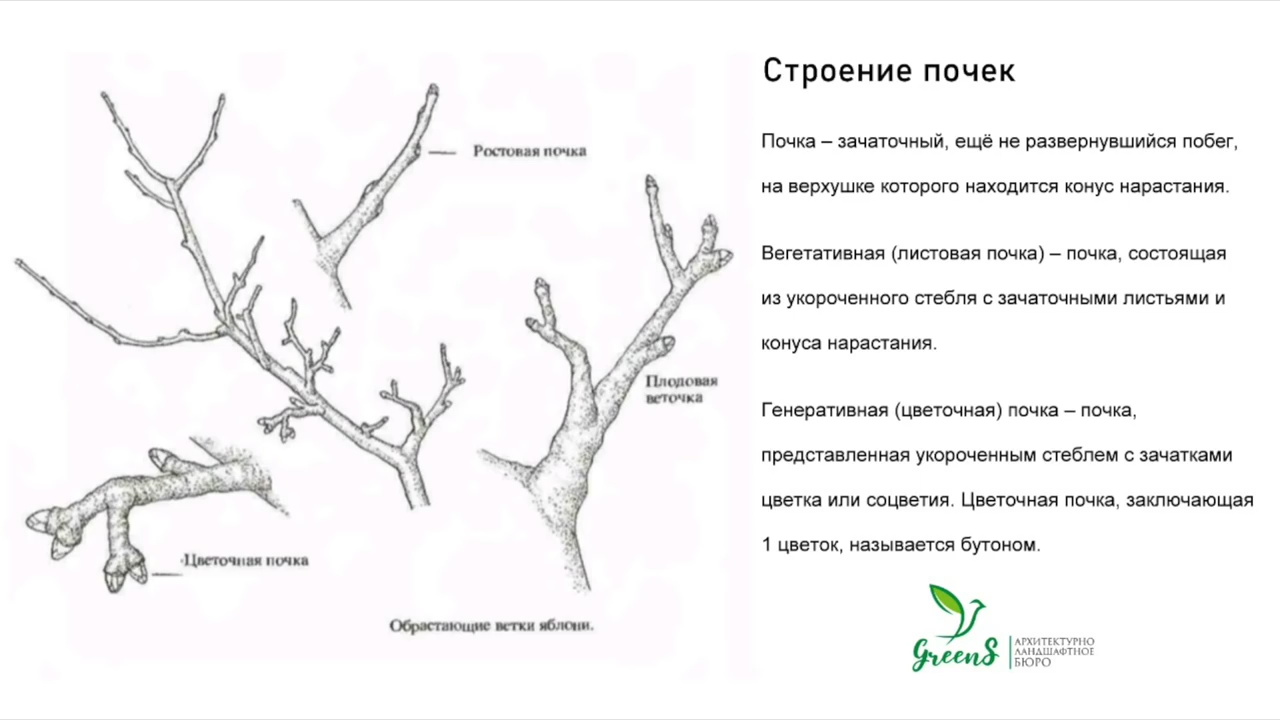 Строение почек
Почка – зачаточный, ещё не развернувшийся побег,
на верхушке которого находится конус нарастания.
Вегетативная (листовая почка) – почка, состоящая
из укороченного стебля с зачаточными листьями и
конуса нарастания.
Генеративная (цветочная) почка – почка,
представленная укороченным стеблем с зачатками
цветка или соцветия. Цветочная почка, заключающая
1 цветок, называется бутоном.
Ростовая почка
Плодовая
веточка
Цветочная почка
Обрастающие ветки яблони.
greenS
АРХИТЕКТУРНО
ЛАНДШАФТНОЕ
БЮРО